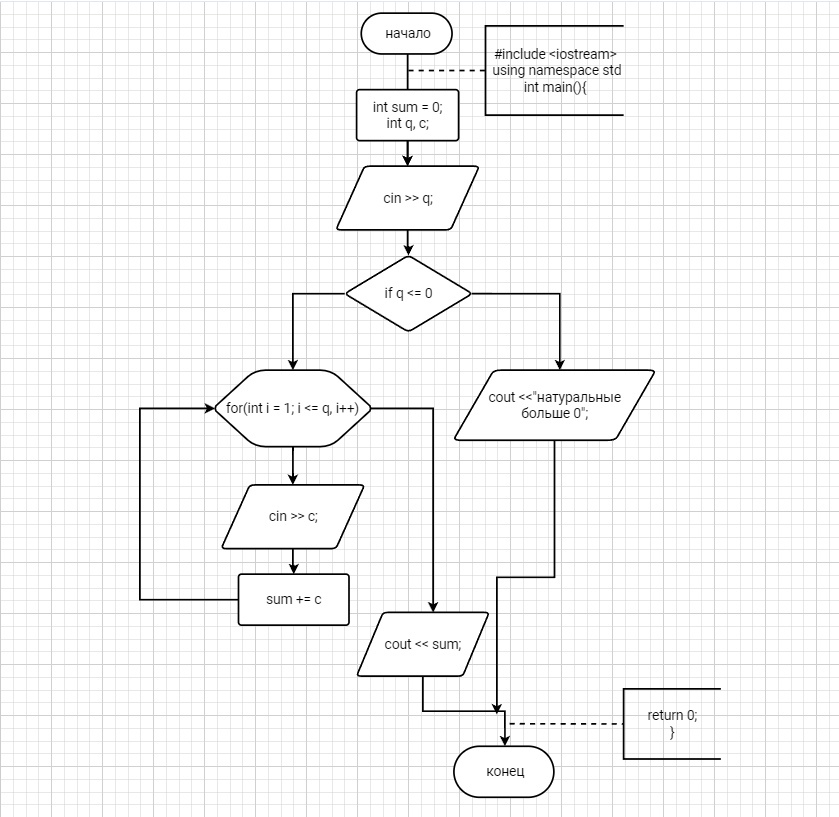 начало
#include <iostream>
using namespace std
int main(){
int sum = 0;
int q, c;
cin >> q;
if q <= 0
for(int i = 1; i <= q, i++)
cout <<"натуральные
больше 0";
cin >> c;
sum += c
cout << sum;
return 0;
}
конец